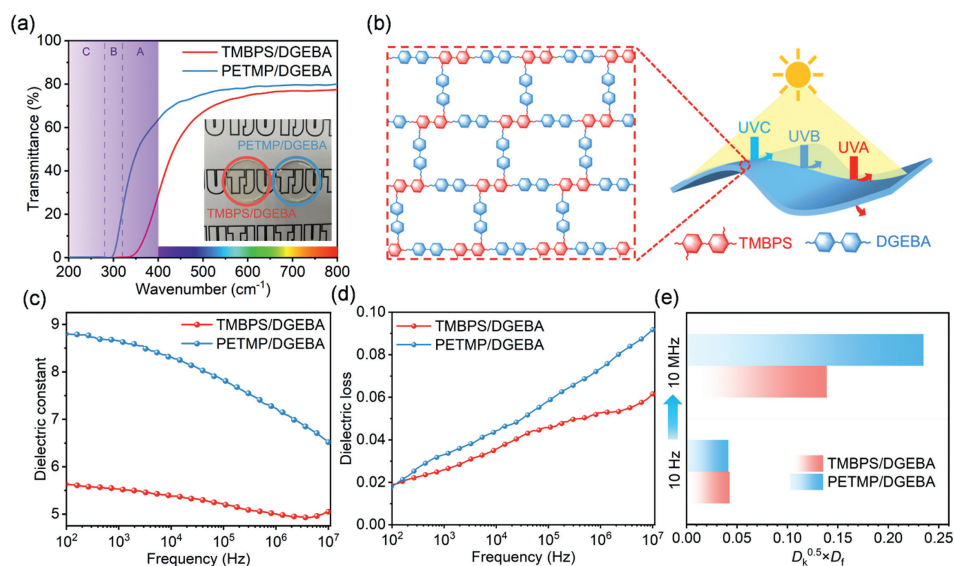 (a)
C B A
TMBPS/DGEBA
PETMP/DGEBA
UTJUTJUT
PETMP/DGEBA
UTJUTJUT
TMBPS/DGEBA
100
80
60
40
20
0
Transmittance (%)
200 300 400 500 600 700 800
Wavenumber (cm⁻¹)
(b)
UVC
UVB
UVA
TMBPS
DGEBA
(c)
TMBPS/DGEBA
PETMP/DGEBA
9
8
7
6
5
Dielectric constant
10² 10³ 10⁴ 10⁵ 10⁶ 10⁷
Frequency (Hz)
(d)
TMBPS/DGEBA
PETMP/DGEBA
0.10
0.08
0.06
0.04
0.02
0.00
Dielectric loss
10² 10³ 10⁴ 10⁵ 10⁶ 10⁷
Frequency (Hz)
(e)
10 MHz
10 Hz
TMBPS/DGEBA
PETMP/DGEBA
0.00 0.05 0.10 0.15 0.20 0.25
Dₖ⁰·⁵×D_f